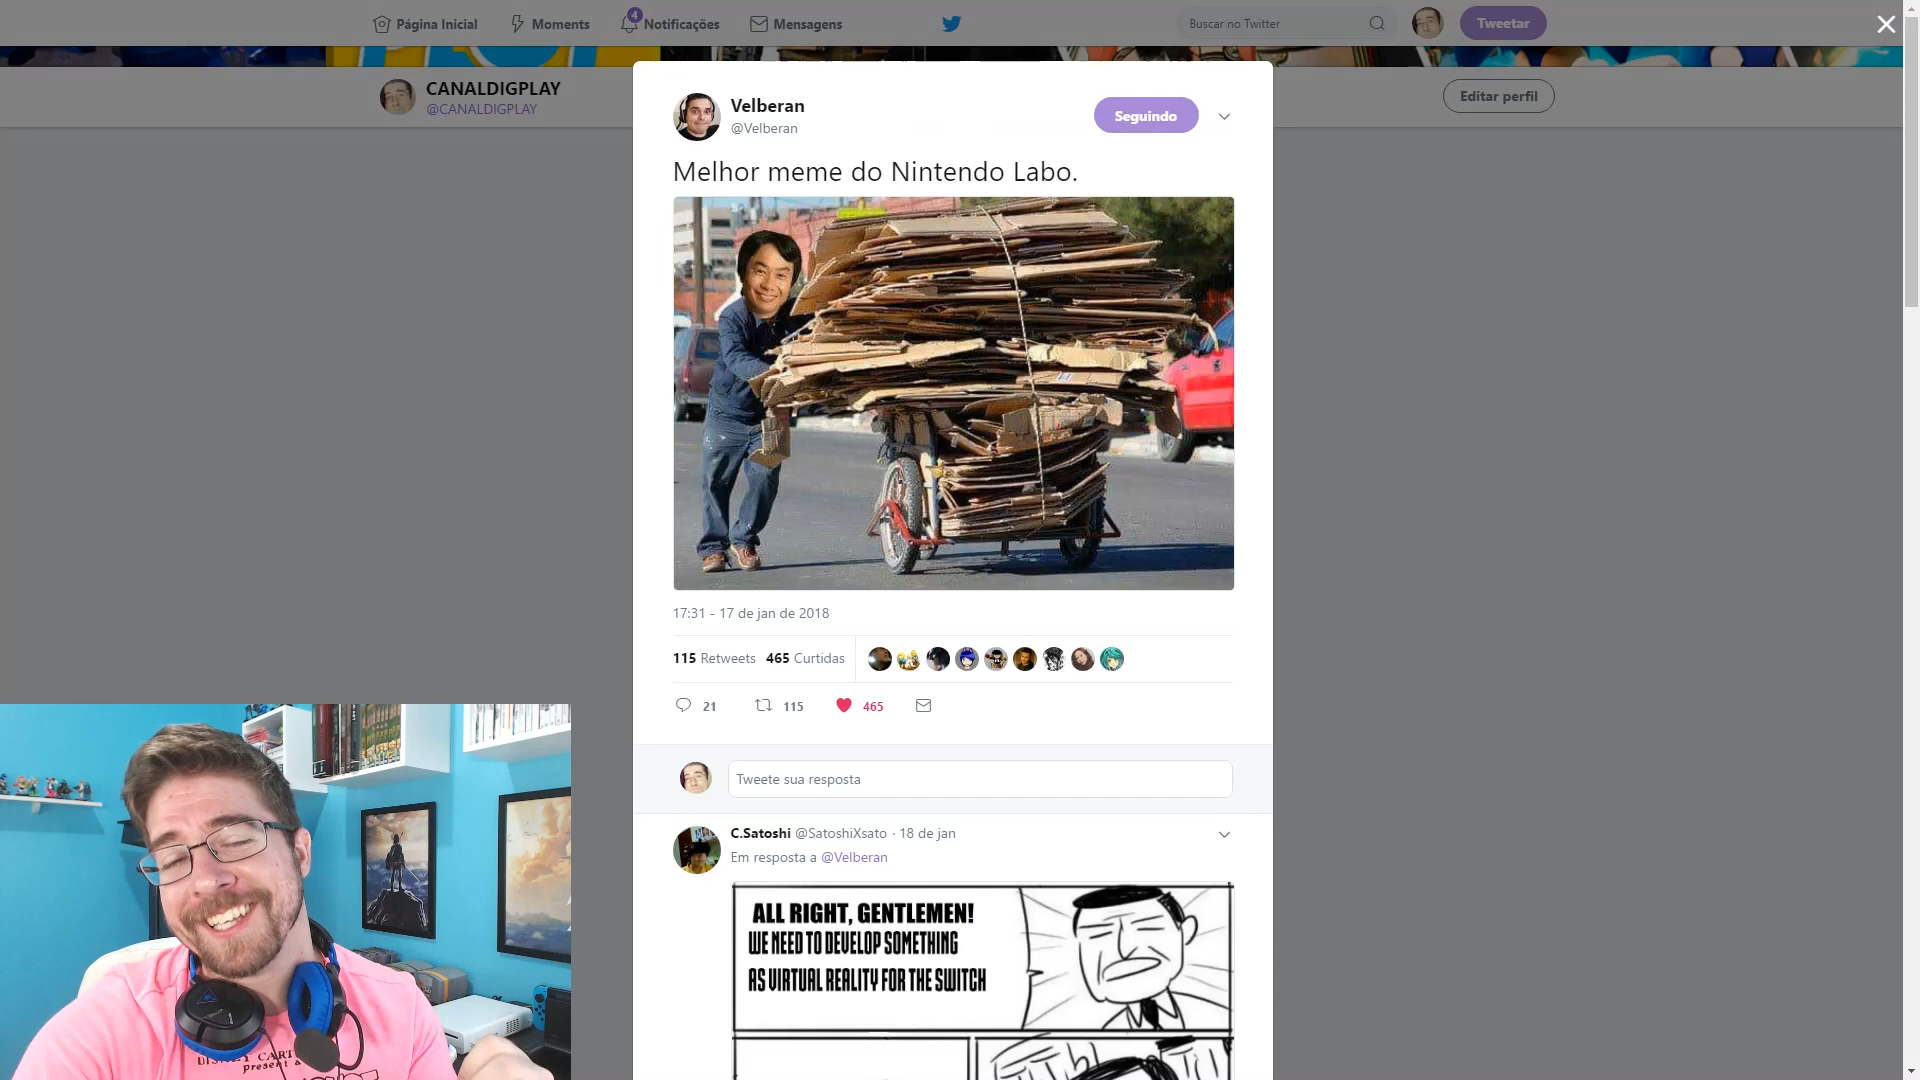 Página Inicial
Moments
4
Notificações
Mensagens
Buscar no Twitter
Tweetar
CANALDIGPLAY
@CANALDIGPLAY
Editar perfil
Velberan
@Velberan
Seguindo
Melhor meme do Nintendo Labo.
17:31 - 17 de jan de 2018
115 Retweets 465 Curtidas
21 115 465
Tweete sua resposta
C.Satoshi @SatoshiXsato · 18 de jan
Em resposta a @Velberan
ALL RIGHT, GENTLEMEN!
WE NEED TO DEVELOP SOMETHING
AS VIRTUAL REALITY FOR THE SWITCH
present